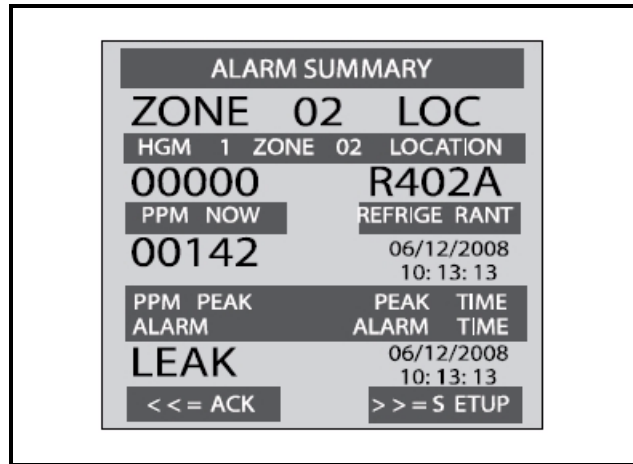 ALARM SUMMARY
ZONE 02 LOC
HGM 1 ZONE 02 LOCATION
00000 R402A
PPM NOW REFRIGE RANT
00142 06/12/2008
10: 13: 13
PPM PEAK PEAK TIME
ALARM ALARM TIME
LEAK 06/12/2008
10: 13: 13
<<= ACK >>=S ETUP